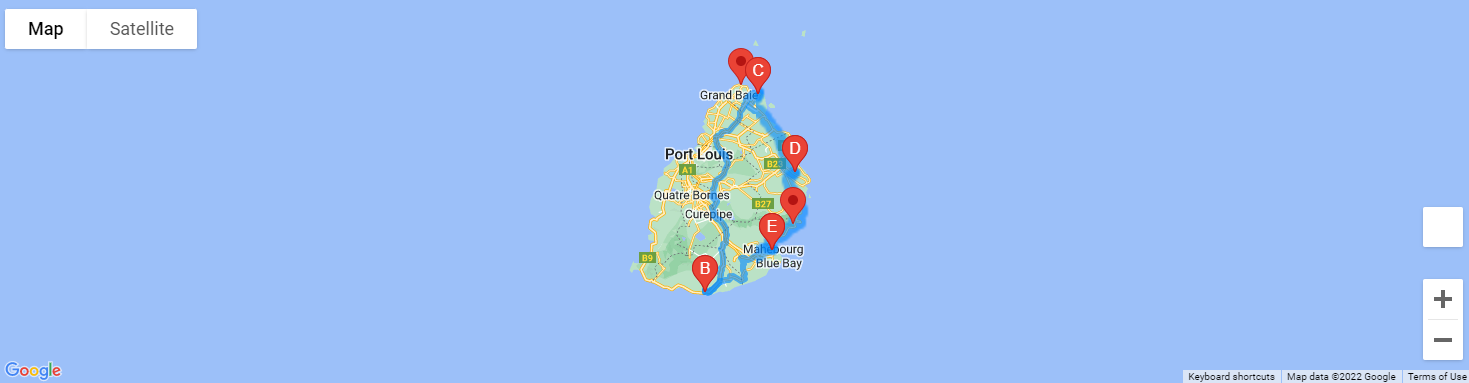 Map
Satellite
C
Grand Baie
D
Port Louis
B23
A1
Quatre Bornes
B27
Curepipe
E
Mahebourg
B9
B
Blue Bay
Google
Keyboard shortcuts
Map data ©2022 Google
Terms of Use